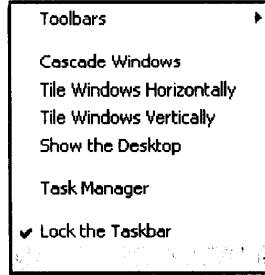 Toolbars
Cascade Windows
Tile Windows Horizontally
Tile Windows Vertically
Show the Desktop
Task Manager
Lock the Taskbar